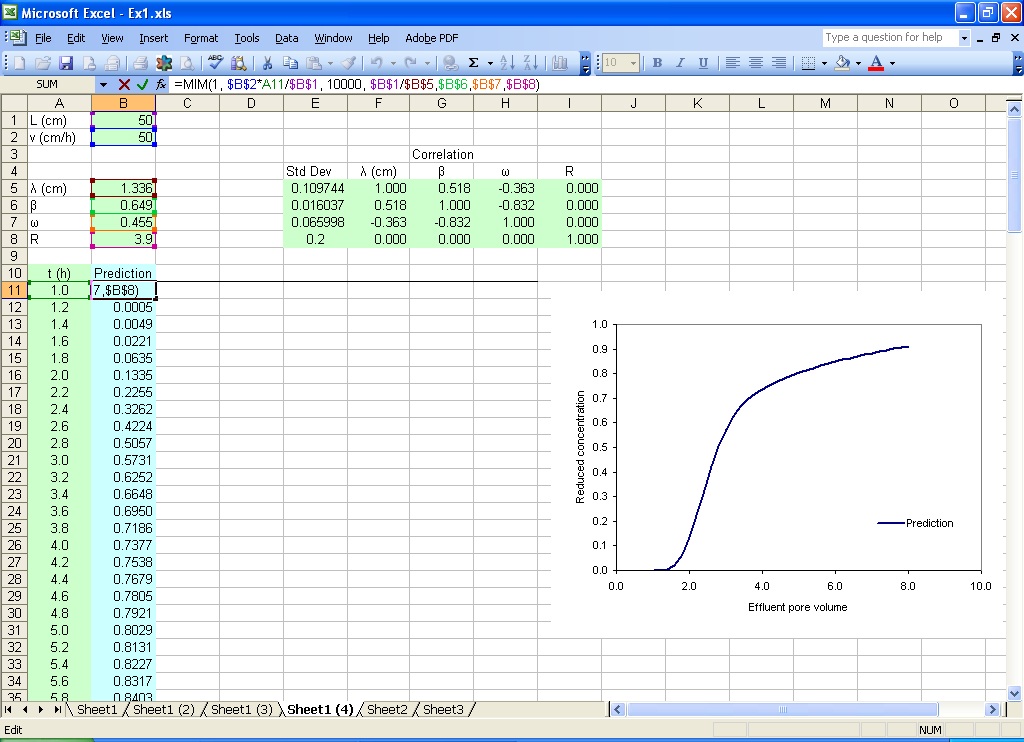 Microsoft Excel - Ex1.xls
File Edit View Insert Format Tools Data Window Help Adobe PDF Type a question for help
10 B I U A
SUM =MIM(1, $B$2*A11/$B$1, 10000, $B$1/$B$5,$B$6,$B$7,$B$8)
A B C D E F G H I J K L M N O
1 L (cm) 50
2 v (cm/h) 50
3 Correlation
4 Std Dev λ (cm) β ω R
5 λ (cm) 1.336 0.109744 1.000 0.518 -0.363 0.000
6 β 0.649 0.016037 0.518 1.000 -0.832 0.000
7 ω 0.455 0.065998 -0.363 -0.832 1.000 0.000
8 R 3.9 0.2 0.000 0.000 0.000 1.000
9
10 t (h) Prediction
11 1.0 7,$B$8)
12 1.2 0.0005
13 1.4 0.0049
14 1.6 0.0221
15 1.8 0.0635
16 2.0 0.1335
17 2.2 0.2255
18 2.4 0.3262
19 2.6 0.4224
20 2.8 0.5057
21 3.0 0.5731
22 3.2 0.6252
23 3.4 0.6648
24 3.6 0.6950
25 3.8 0.7186
26 4.0 0.7377
27 4.2 0.7538
28 4.4 0.7679
29 4.6 0.7805
30 4.8 0.7921
31 5.0 0.8029
32 5.2 0.8131
33 5.4 0.8227
34 5.6 0.8317
35 5.8 0.8403
1.0
0.9
0.8
0.7
0.6
0.5
0.4
0.3
0.2
0.1
0.0
Reduced concentration
Prediction
0.0 2.0 4.0 6.0 8.0 10.0
Effluent pore volume
Sheet1 Sheet1 (2) Sheet1 (3) Sheet1 (4) Sheet2 Sheet3
Edit NUM